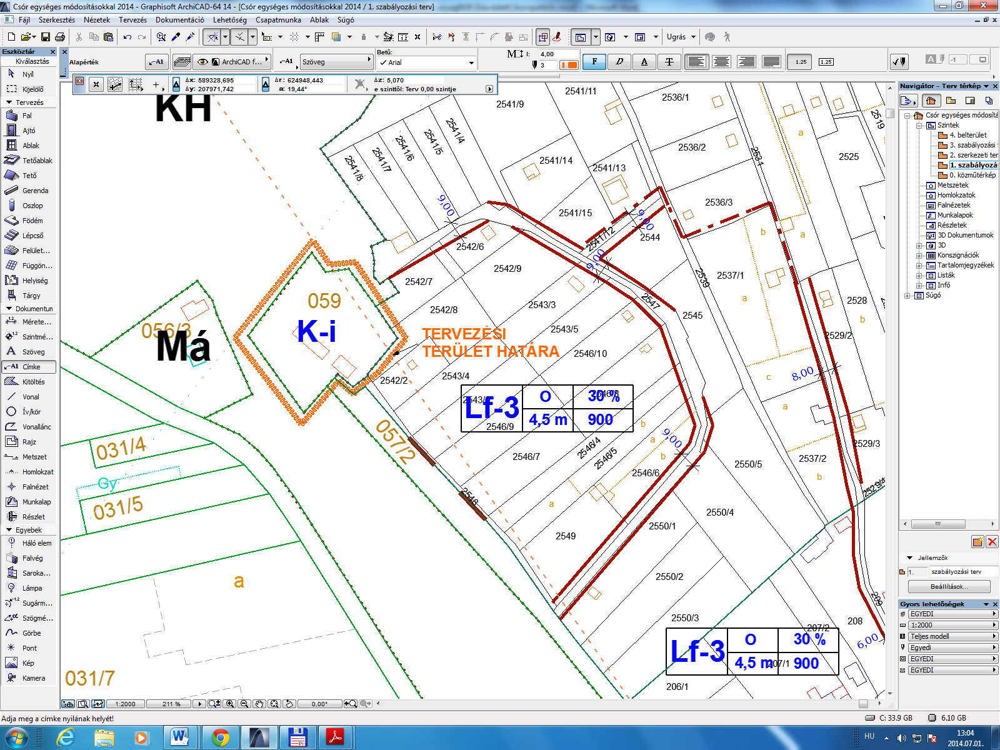 Csór egységes módosításokkal 2014 - Graphisoft ArchiCAD-64 14 - [Csór egységes módosításokkal 2014 / 1. szabályozási terv]
Fájl Szerkesztés Nézetek Tervezés Dokumentáció Lehetőség Csapatmunka Ablak Súgó
Ugrás
Eszköztár
Kiválasztás
Nyíl
Kijelölő
Tervezés
Fal
Ajtó
Ablak
Tetőablak
Tető
Gerenda
Oszlop
Födém
Lépcső
Felület...
Függön...
Helyiség
Tárgy
Dokumentun
Mérete...
Szintmé...
Szöveg
Címke
Kitöltés
Vonal
Ív/kör
Vonallánc
Rajz
Metszet
Homlokzat
Falnézet
Munkalap
Részlet
Egyebek
Háló elem
Falvég
Saroka...
Lámpa
Sugárm...
Szögmé...
Görbe
Pont
Kép
Kamera
Alapérték
A1
ArchiCAD f...
A1
Szöveg
Betű:
Arial
M I: 4,00
3
F D A T
1.25 1.25
A -1
Δx: 589328,695
Δy: 207971,742
Δr: 624948,443
a: 19,44°
Δz: 5,070
e szinttől: Terv 0,00 szintje
KH
2541/9
2541/11
2536/1
2519
2541/4
2541/5
2541/6
2541/7
2541/8
2541/14
2541/13
2536/2
2531
a
2525
9,00
2541/15
9,00
2536/3
2541/12
2544
b
a
2542/6
2542/9
9,00
2539
2537/1
2542/7
059
2542/8
2543/3
2547
2545
a
2528
b
056/3
K-i
Má
TERVEZÉSI
TERÜLET HATÁRA
2543/5
2529/2
2546/10
2542/2
2543/4
c
8,00
Lf-3
O
30 %
4,5 m
900
2546/9
a
b
a
057/2
9,00
2529/3
031/4
2546/7
2546/4
2546/5
b
2546/6
2550/5
2537/2
b
Gy
2548
a
2529/4
031/5
2550/4
2550/1
2549
a
2550/2
209
2550/3
208
207/2
6,00
Lf-3
O
30 %
4,5 m
900
207/1
031/7
206/1
1:2000
211 %
0,00°
Navigátor - Terv térkép
Csór egységes módosítá
Szintek
4. belterület
3. szabályozási
2. szerkezeti ter
1. szabályozá
0. közműtérkép
Metszetek
Homlokzatok
Falnézetek
Munkalapok
Részletek
3D Dokumentumok
3D
Konszignációk
Tartalomjegyzékek
Listák
Infó
Súgó
Jellemzők
1. szabályozási terv
Beállítások...
Gyors lehetőségek
EGYEDI
1:2000
Teljes modell
Egyedi
EGYEDI
EGYEDI
Adja meg a címke nyilának helyét!
C: 33.9 GB
6.10 GB
HU
13:04
2014.07.01.